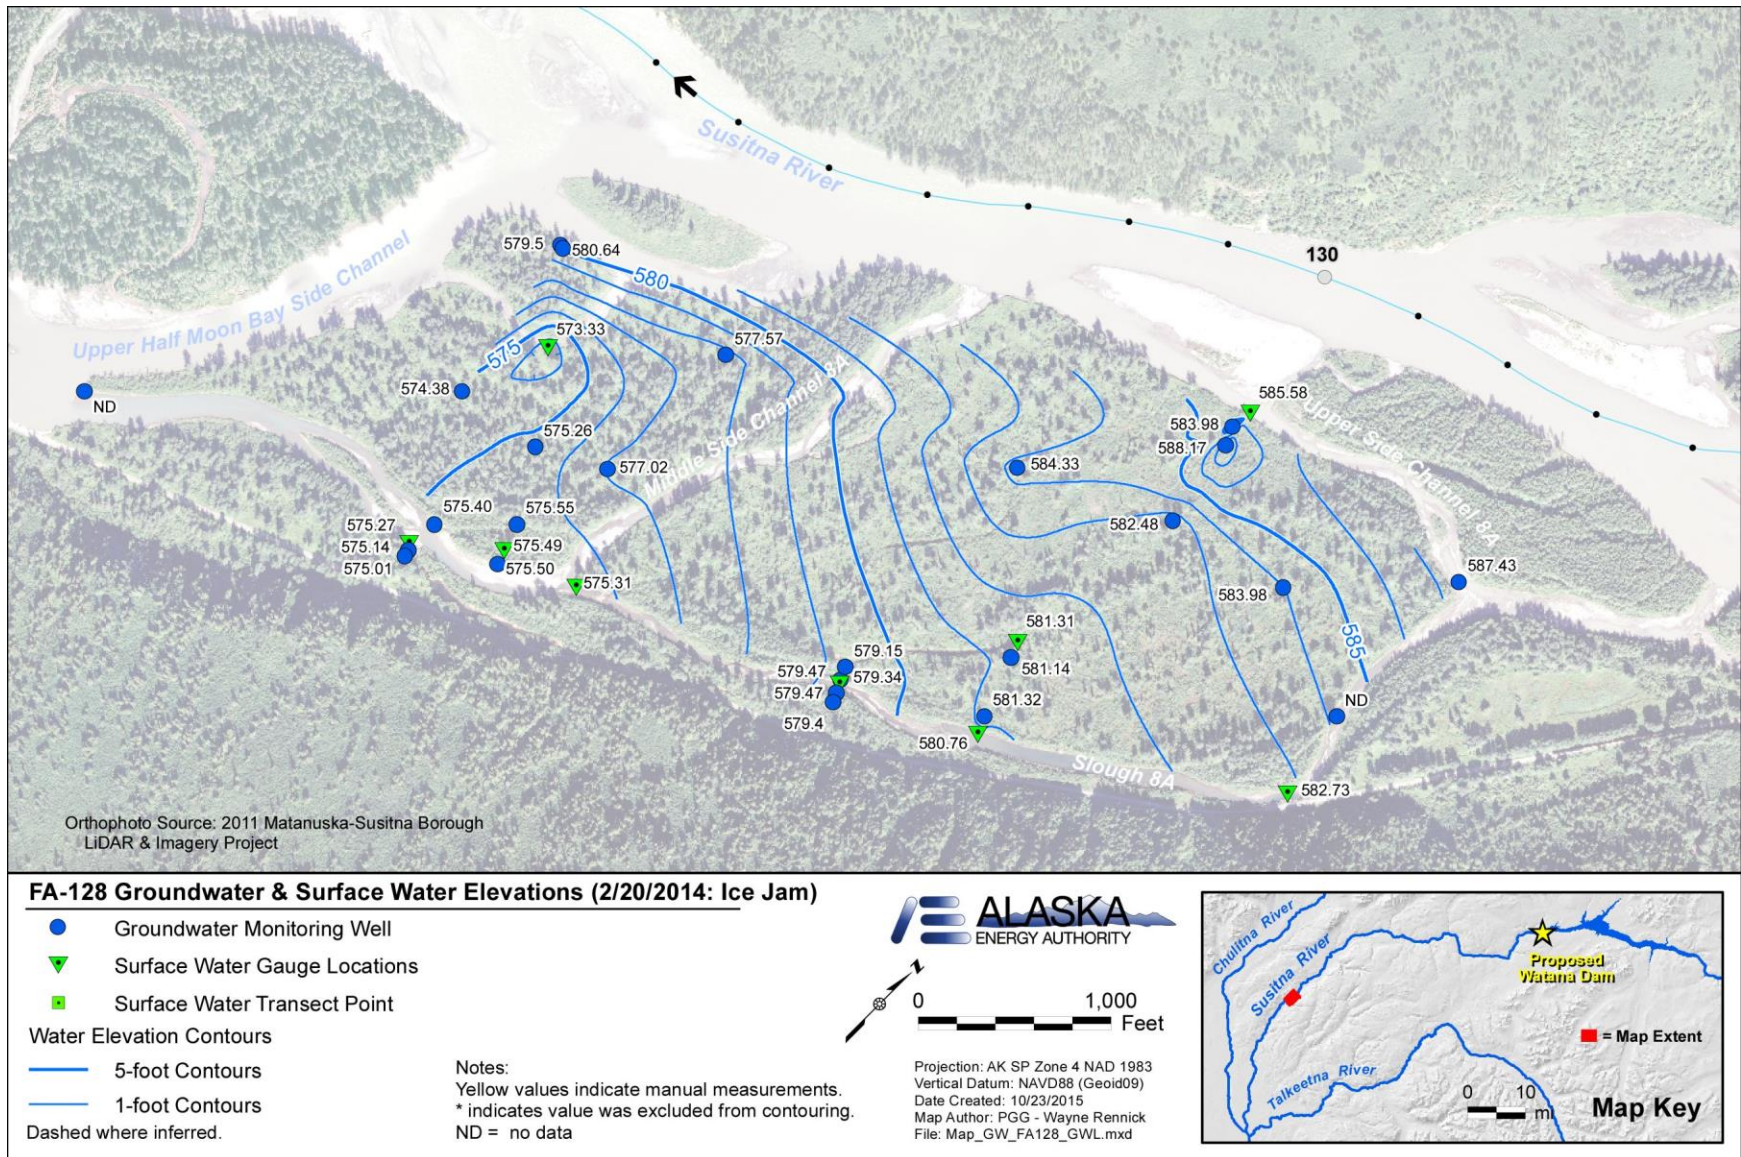 Susitna River
Upper Half Moon Bay Side Channel
130
579.5
580.64
580
573.33
575
577.57
574.38
ND
Middle Side Channel 8A
585.58
583.98
588.17
Upper Side Channel 8A
575.26
577.02
584.33
575.40
575.55
582.48
575.27
575.14
575.01
575.49
575.50
575.31
587.43
583.98
585
581.31
581.14
579.15
579.47
579.34
579.47
579.4
581.32
ND
580.76
Slough 8A
582.73
Orthophoto Source: 2011 Matanuska-Susitna Borough
LiDAR & Imagery Project
FA-128 Groundwater & Surface Water Elevations (2/20/2014: Ice Jam)
Groundwater Monitoring Well
Surface Water Gauge Locations
Surface Water Transect Point
Water Elevation Contours
5-foot Contours
1-foot Contours
Dashed where inferred.
Notes:
Yellow values indicate manual measurements.
* indicates value was excluded from contouring.
ND = no data
ALASKA
ENERGY AUTHORITY
N
0 1,000
Feet
Projection: AK SP Zone 4 NAD 1983
Vertical Datum: NAVD88 (Geoid09)
Date Created: 10/23/2015
Map Author: PGG - Wayne Rennick
File: Map_GW_FA128_GWL.mxd
Chulitna River
Susitna River
Proposed
Watana Dam
= Map Extent
Talkeetna River
0 10
mi
Map Key